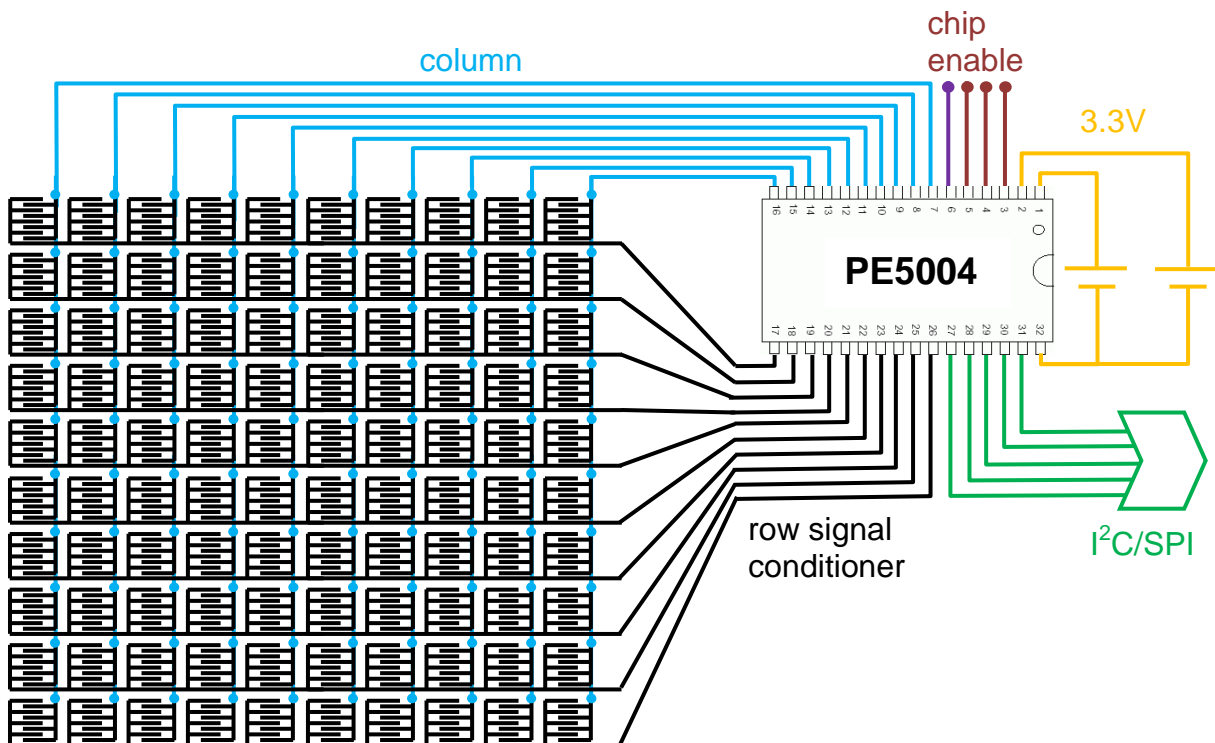 chip
enable
column
3.3V
16 15 14 13 12 11 10 9 8 7 6 5 4 3 2 1
PE5004
17 18 19 20 21 22 23 24 25 26 27 28 29 30 31 32
row signal
conditioner
I²C/SPI